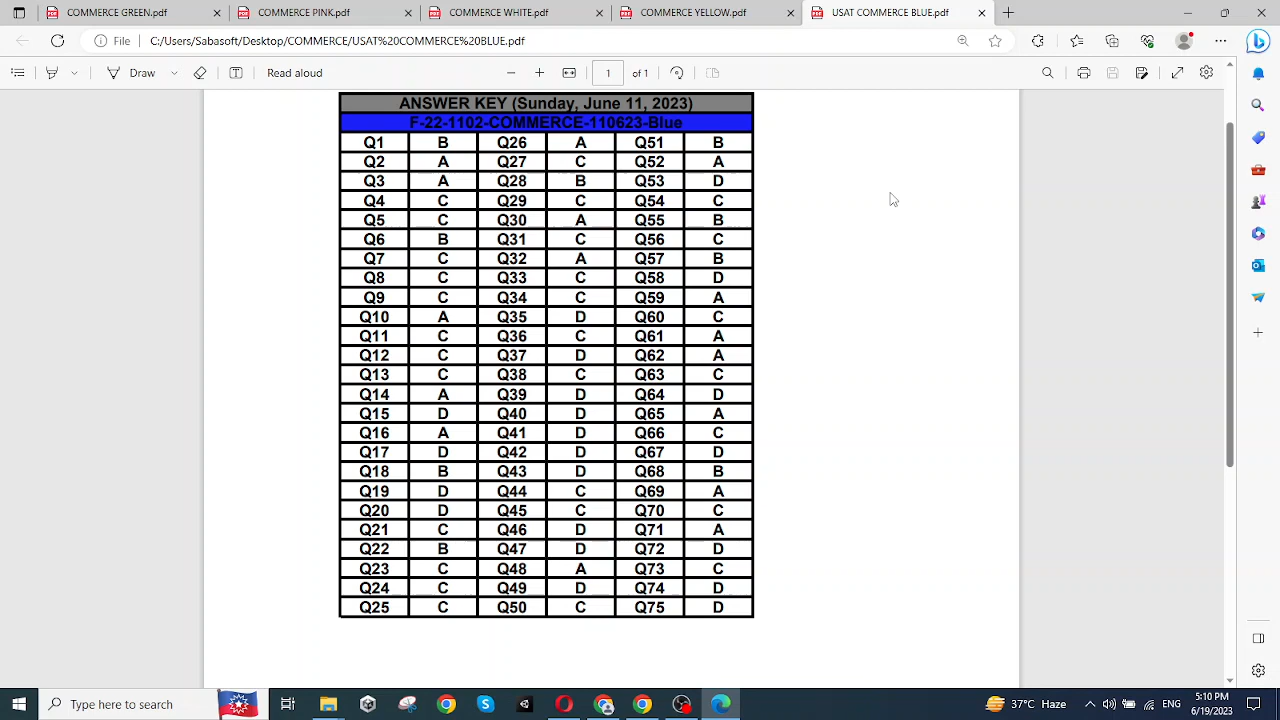 COMMERCE GREEN.pdf COMMERCE PINK.pdf COMMERCE WHITE.pdf COMMERCE YELLOW.pdf USAT COMMERCE BLUE.pdf
File C:/Users/Sabasoft/Desktop/COMMERCE/USAT%20COMMERCE%20BLUE.pdf
Draw Read aloud 1 of 1
ANSWER KEY (Sunday, June 11, 2023)
F-22-1102-COMMERCE-110623-Blue
Q1 B Q26 A Q51 B
Q2 A Q27 C Q52 A
Q3 A Q28 B Q53 D
Q4 C Q29 C Q54 C
Q5 C Q30 A Q55 B
Q6 B Q31 C Q56 C
Q7 C Q32 A Q57 B
Q8 C Q33 C Q58 D
Q9 C Q34 C Q59 A
Q10 A Q35 D Q60 C
Q11 C Q36 C Q61 A
Q12 C Q37 D Q62 A
Q13 C Q38 C Q63 C
Q14 A Q39 D Q64 D
Q15 D Q40 D Q65 A
Q16 A Q41 D Q66 C
Q17 D Q42 D Q67 D
Q18 B Q43 D Q68 B
Q19 D Q44 C Q69 A
Q20 D Q45 C Q70 C
Q21 C Q46 D Q71 A
Q22 B Q47 D Q72 D
Q23 C Q48 A Q73 C
Q24 C Q49 D Q74 D
Q25 C Q50 C Q75 D
Type here to search 37°C Haze ENG 5:10 PM
6/19/2023